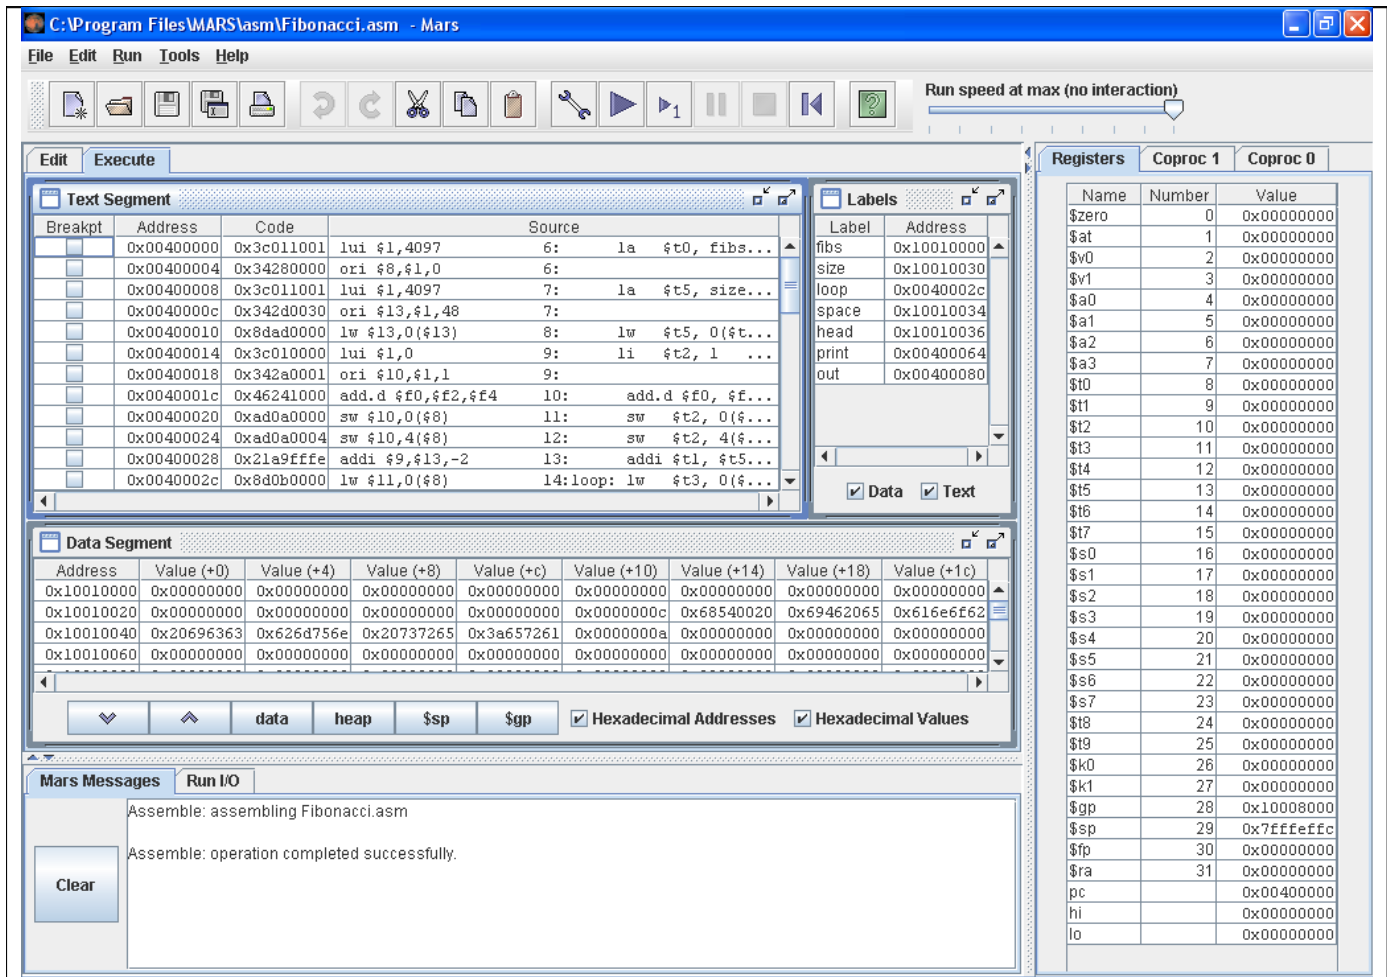 C:\Program Files\MARS\asm\Fibonacci.asm - Mars
File Edit Run Tools Help
Run speed at max (no interaction)
1
Edit Execute
Text Segment
Breakpt Address Code Source
0x00400000 0x3c011001 lui $1,4097 6: la $t0, fibs...
0x00400004 0x34280000 ori $8,$1,0 6:
0x00400008 0x3c011001 lui $1,4097 7: la $t5, size...
0x0040000c 0x342d0030 ori $13,$1,48 7:
0x00400010 0x8dad0000 lw $13,0($13) 8: lw $t5, 0($t...
0x00400014 0x3c010000 lui $1,0 9: li $t2, 1 ...
0x00400018 0x342a0001 ori $10,$1,1 9:
0x0040001c 0x46241000 add.d $f0,$f2,$f4 10: add.d $f0, $f...
0x00400020 0xad0a0000 sw $10,0($8) 11: sw $t2, 0($...
0x00400024 0xad0a0004 sw $10,4($8) 12: sw $t2, 4($...
0x00400028 0x21a9fffe addi $9,$13,-2 13: addi $t1, $t5...
0x0040002c 0x8d0b0000 lw $11,0($8) 14:loop: lw $t3, 0($...
Labels
Label Address
fibs 0x10010000
size 0x10010030
loop 0x0040002c
space 0x10010034
head 0x10010036
print 0x00400064
out 0x00400080
Data Text
Data Segment
Address Value (+0) Value (+4) Value (+8) Value (+c) Value (+10) Value (+14) Value (+18) Value (+1c)
0x10010000 0x00000000 0x00000000 0x00000000 0x00000000 0x00000000 0x00000000 0x00000000 0x00000000
0x10010020 0x00000000 0x00000000 0x00000000 0x00000000 0x0000000c 0x68540020 0x69462065 0x616e6f62
0x10010040 0x20696363 0x626d756e 0x20737265 0x3a657261 0x0000000a 0x00000000 0x00000000 0x00000000
0x10010060 0x00000000 0x00000000 0x00000000 0x00000000 0x00000000 0x00000000 0x00000000 0x00000000
data heap $sp $gp Hexadecimal Addresses Hexadecimal Values
Mars Messages Run I/O
Assemble: assembling Fibonacci.asm
Assemble: operation completed successfully.
Clear
Registers Coproc 1 Coproc 0
Name Number Value
$zero 0 0x00000000
$at 1 0x00000000
$v0 2 0x00000000
$v1 3 0x00000000
$a0 4 0x00000000
$a1 5 0x00000000
$a2 6 0x00000000
$a3 7 0x00000000
$t0 8 0x00000000
$t1 9 0x00000000
$t2 10 0x00000000
$t3 11 0x00000000
$t4 12 0x00000000
$t5 13 0x00000000
$t6 14 0x00000000
$t7 15 0x00000000
$s0 16 0x00000000
$s1 17 0x00000000
$s2 18 0x00000000
$s3 19 0x00000000
$s4 20 0x00000000
$s5 21 0x00000000
$s6 22 0x00000000
$s7 23 0x00000000
$t8 24 0x00000000
$t9 25 0x00000000
$k0 26 0x00000000
$k1 27 0x00000000
$gp 28 0x10008000
$sp 29 0x7fffeffc
$fp 30 0x00000000
$ra 31 0x00000000
pc 0x00400000
hi 0x00000000
lo 0x00000000